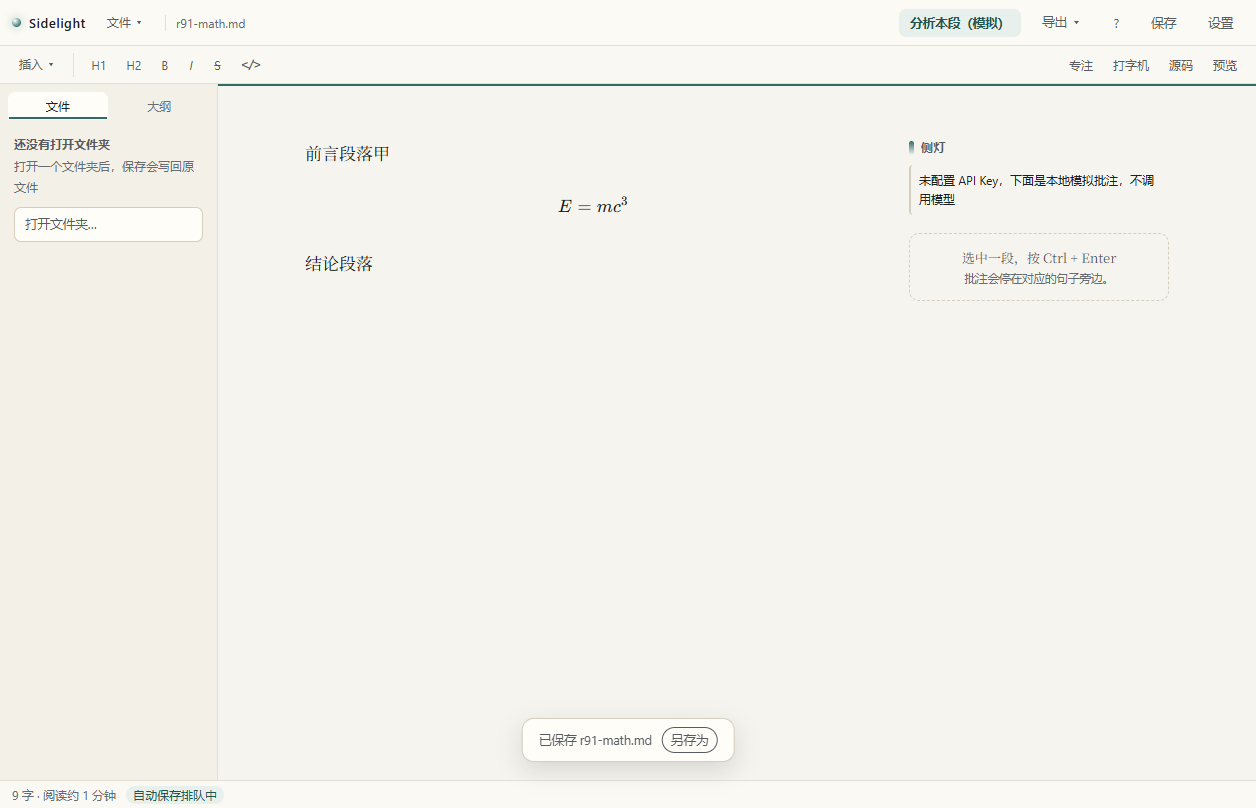 Sidelight 文件 ▾ r91-math.md 分析本段（模拟） 导出 ▾ ? 保存 设置
插入 ▾ H1 H2 B I S </> 专注 打字机 源码 预览
文件 大纲
还没有打开文件夹
打开一个文件夹后，保存会写回原
文件
打开文件夹...
前言段落甲
E = mc³
结论段落
侧灯
未配置 API Key，下面是本地模拟批注，不调
用模型
选中一段，按 Ctrl + Enter
批注会停在对应的句子旁边。
已保存 r91-math.md 另存为
9 字 · 阅读约 1 分钟 自动保存排队中